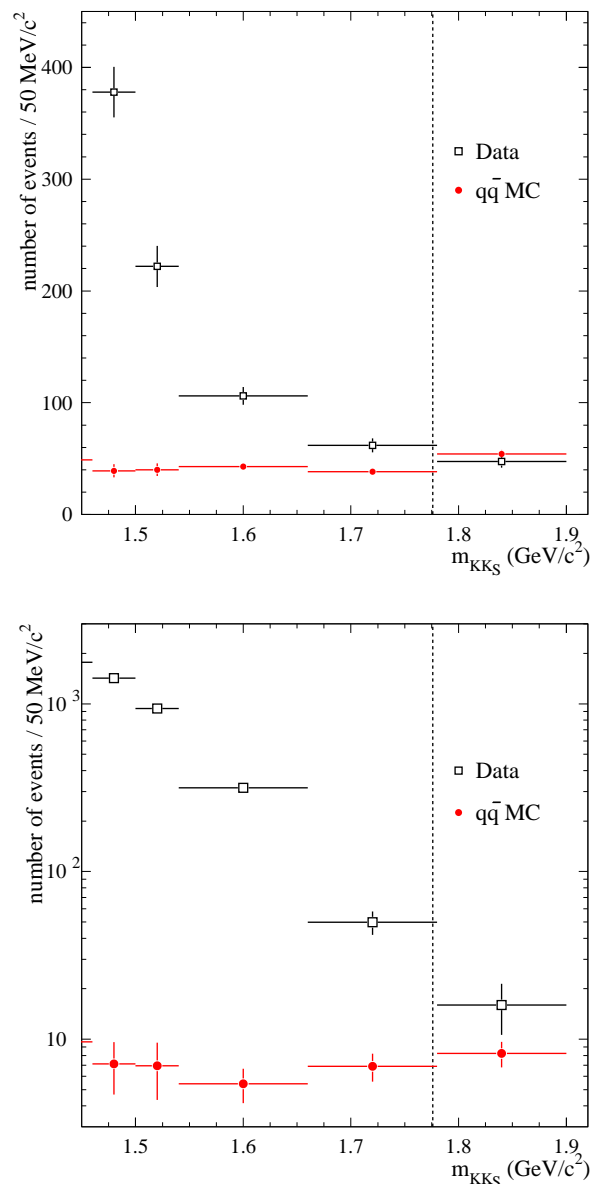 number of events / 50 MeV/c²
400
300
200
100
0
Data
qq̄ MC
1.5 1.6 1.7 1.8 1.9
m_KK_S (GeV/c²)
number of events / 50 MeV/c²
10³
10²
10
Data
qq̄ MC
1.5 1.6 1.7 1.8 1.9
m_KK_S (GeV/c²)